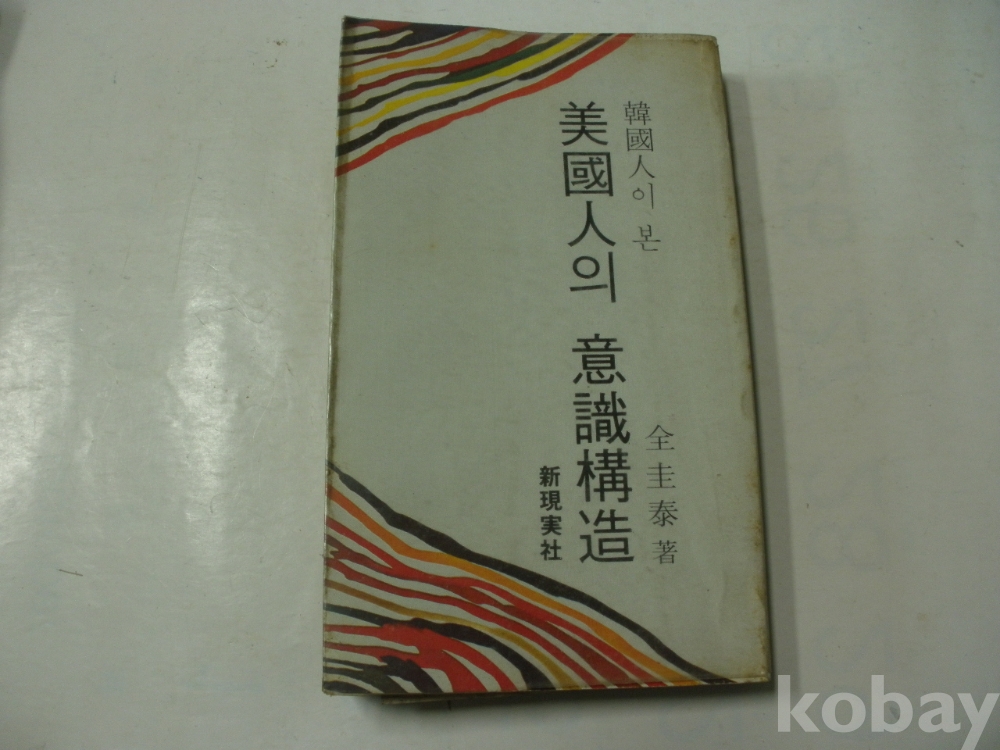 韓國人이 본
美國人의 意識構造
全圭泰 著
新現実社
kobay